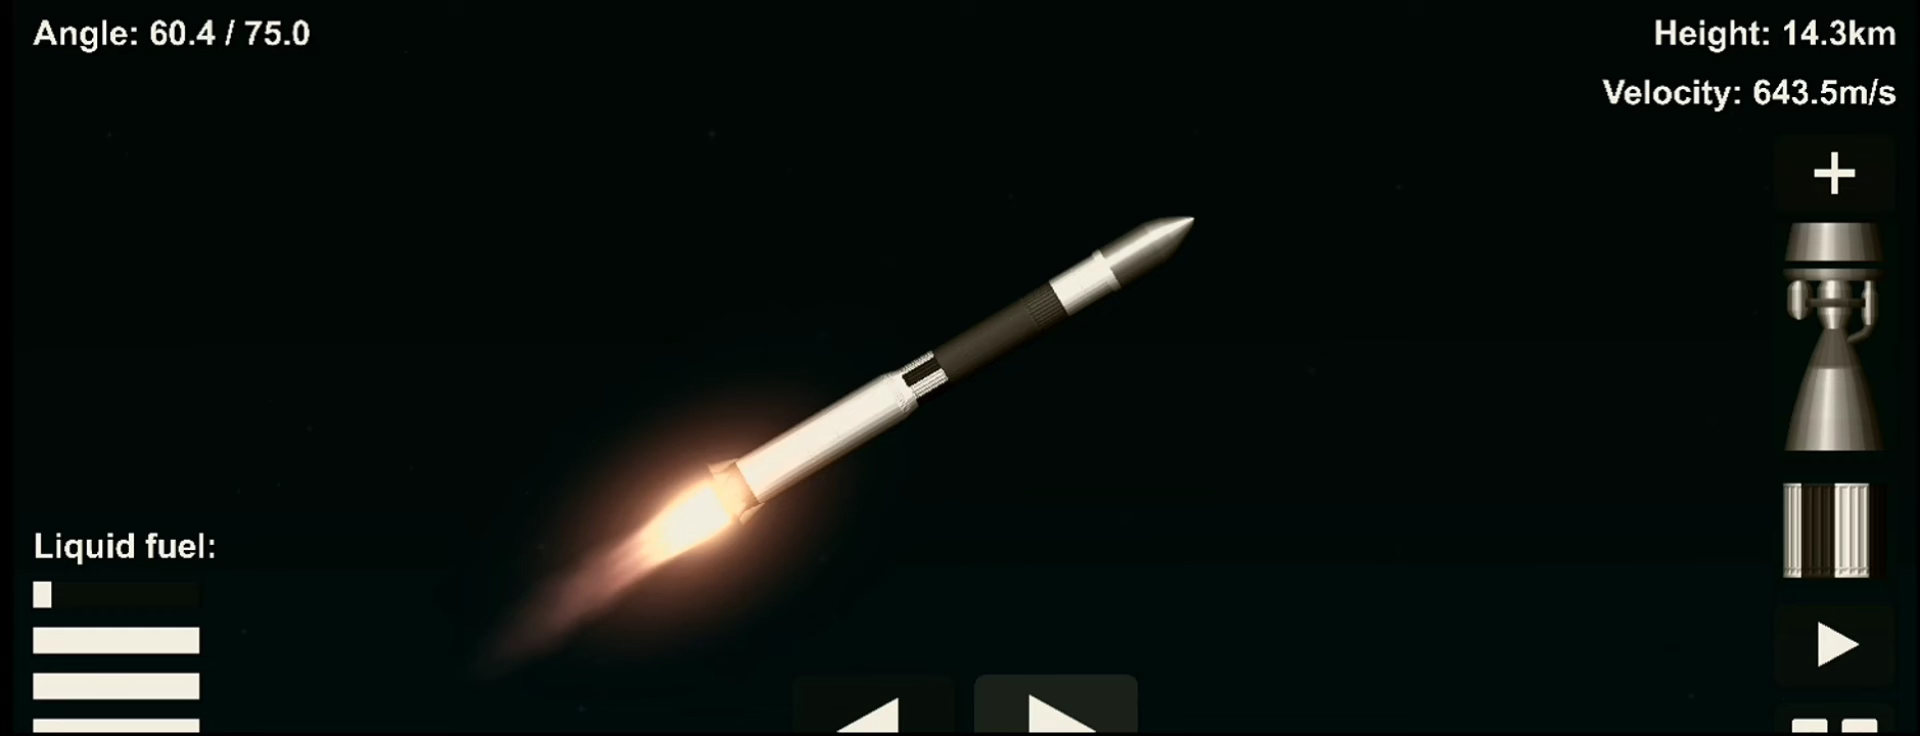 Angle: 60.4 / 75.0
Height: 14.3km
Velocity: 643.5m/s
Liquid fuel: